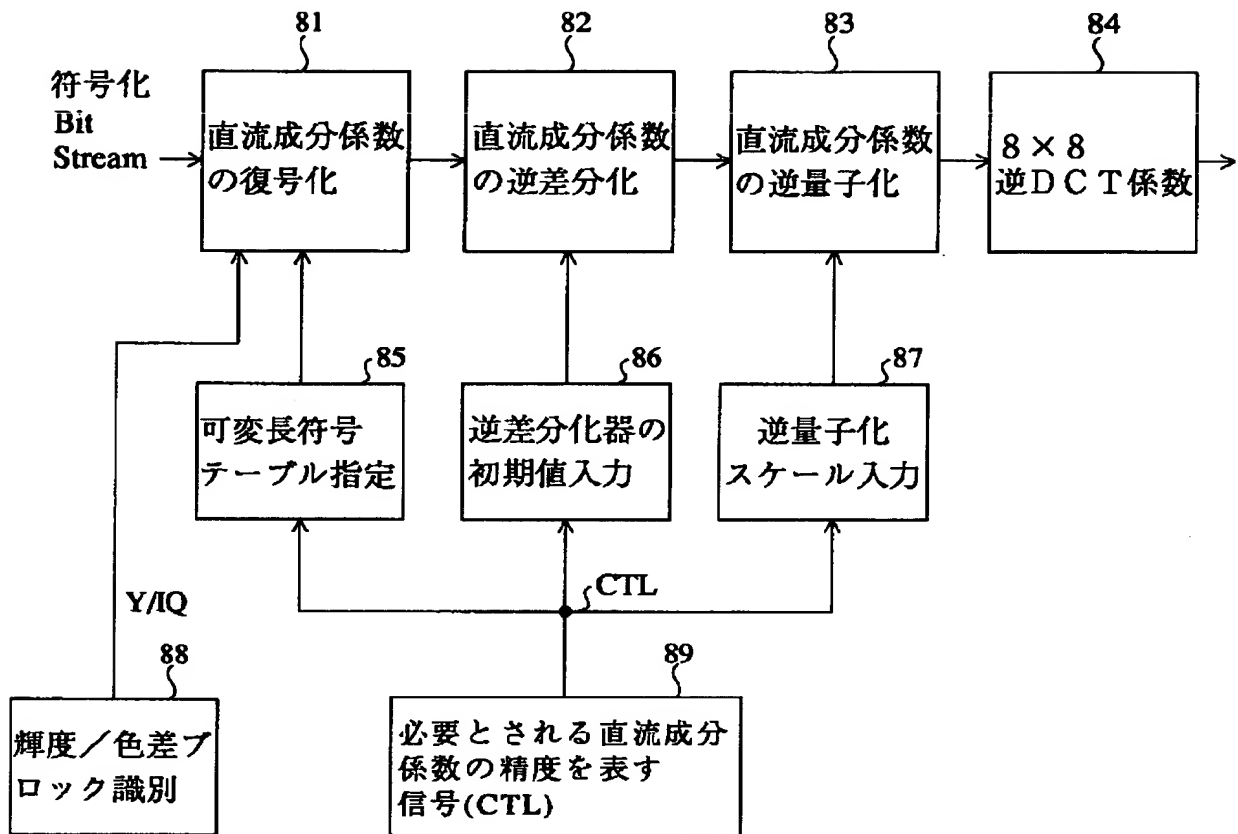 81
82
83
84
符号化
Bit
Stream
直流成分係数
の復号化
直流成分係数
の逆差分化
直流成分係数
の逆量子化
8×8
逆DCT係数
85
86
87
可変長符号
テーブル指定
逆差分化器の
初期値入力
逆量子化
スケール入力
Y/IQ
CTL
88
89
輝度／色差ブ
ロック識別
必要とされる直流成分
係数の精度を表す
信号(CTL)